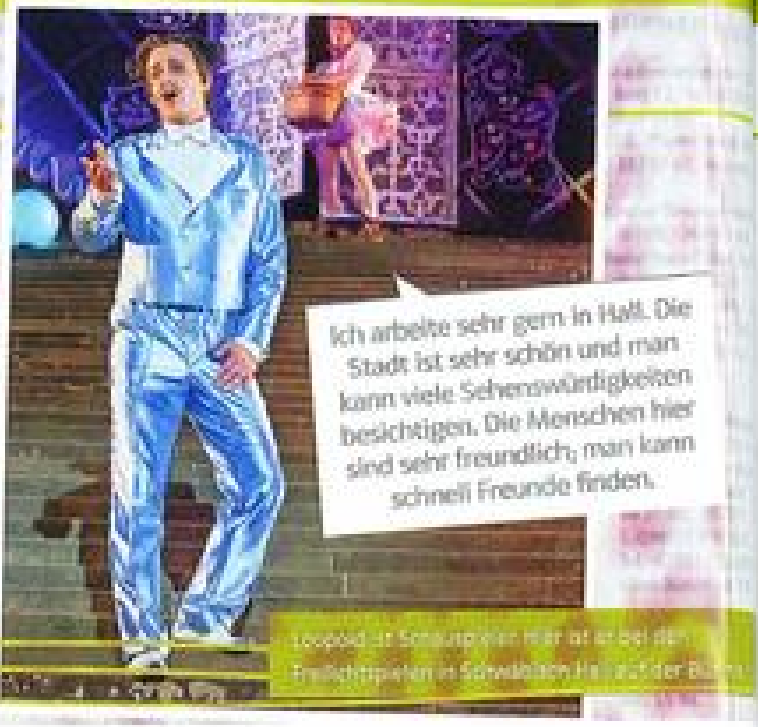 Ich arbeite sehr gern in Hall. Die
Stadt ist sehr schön und man
kann viele Sehenswürdigkeiten
besichtigen. Die Menschen hier
sind sehr freundlich, man kann
schnell Freunde finden.
Leopold ist Schauspieler. Hier ist er bei den
Freilichtspielen in Schwäbisch Hall auf der